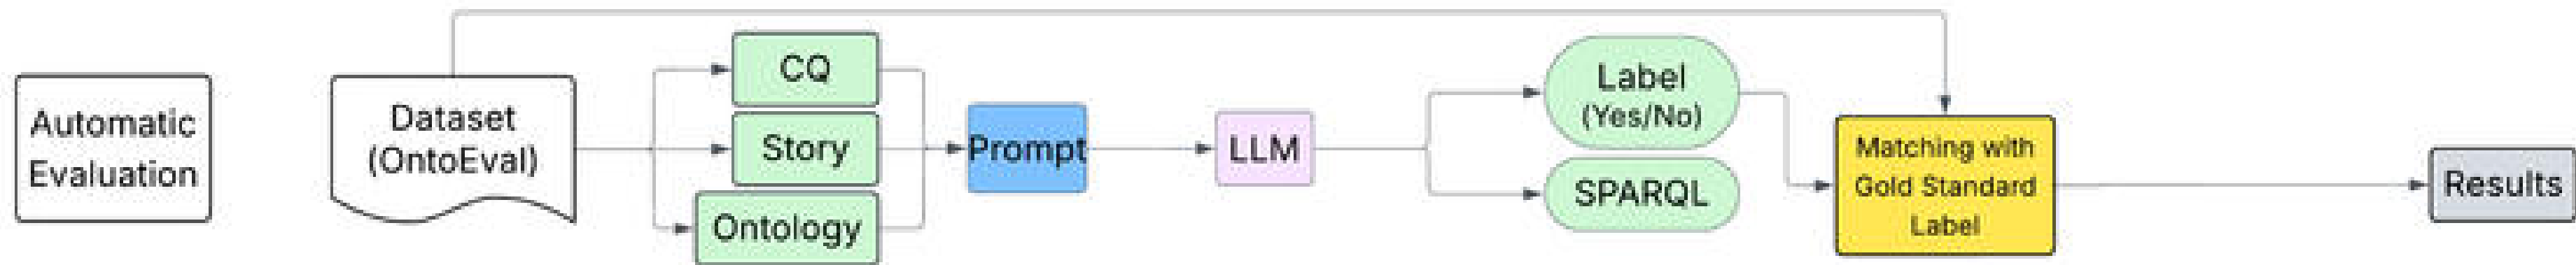 Automatic
Evaluation
Dataset
(OntoEval)
CQ
Story
Ontology
Prompt
LLM
Label
(Yes/No)
SPARQL
Matching with
Gold Standard
Label
Results